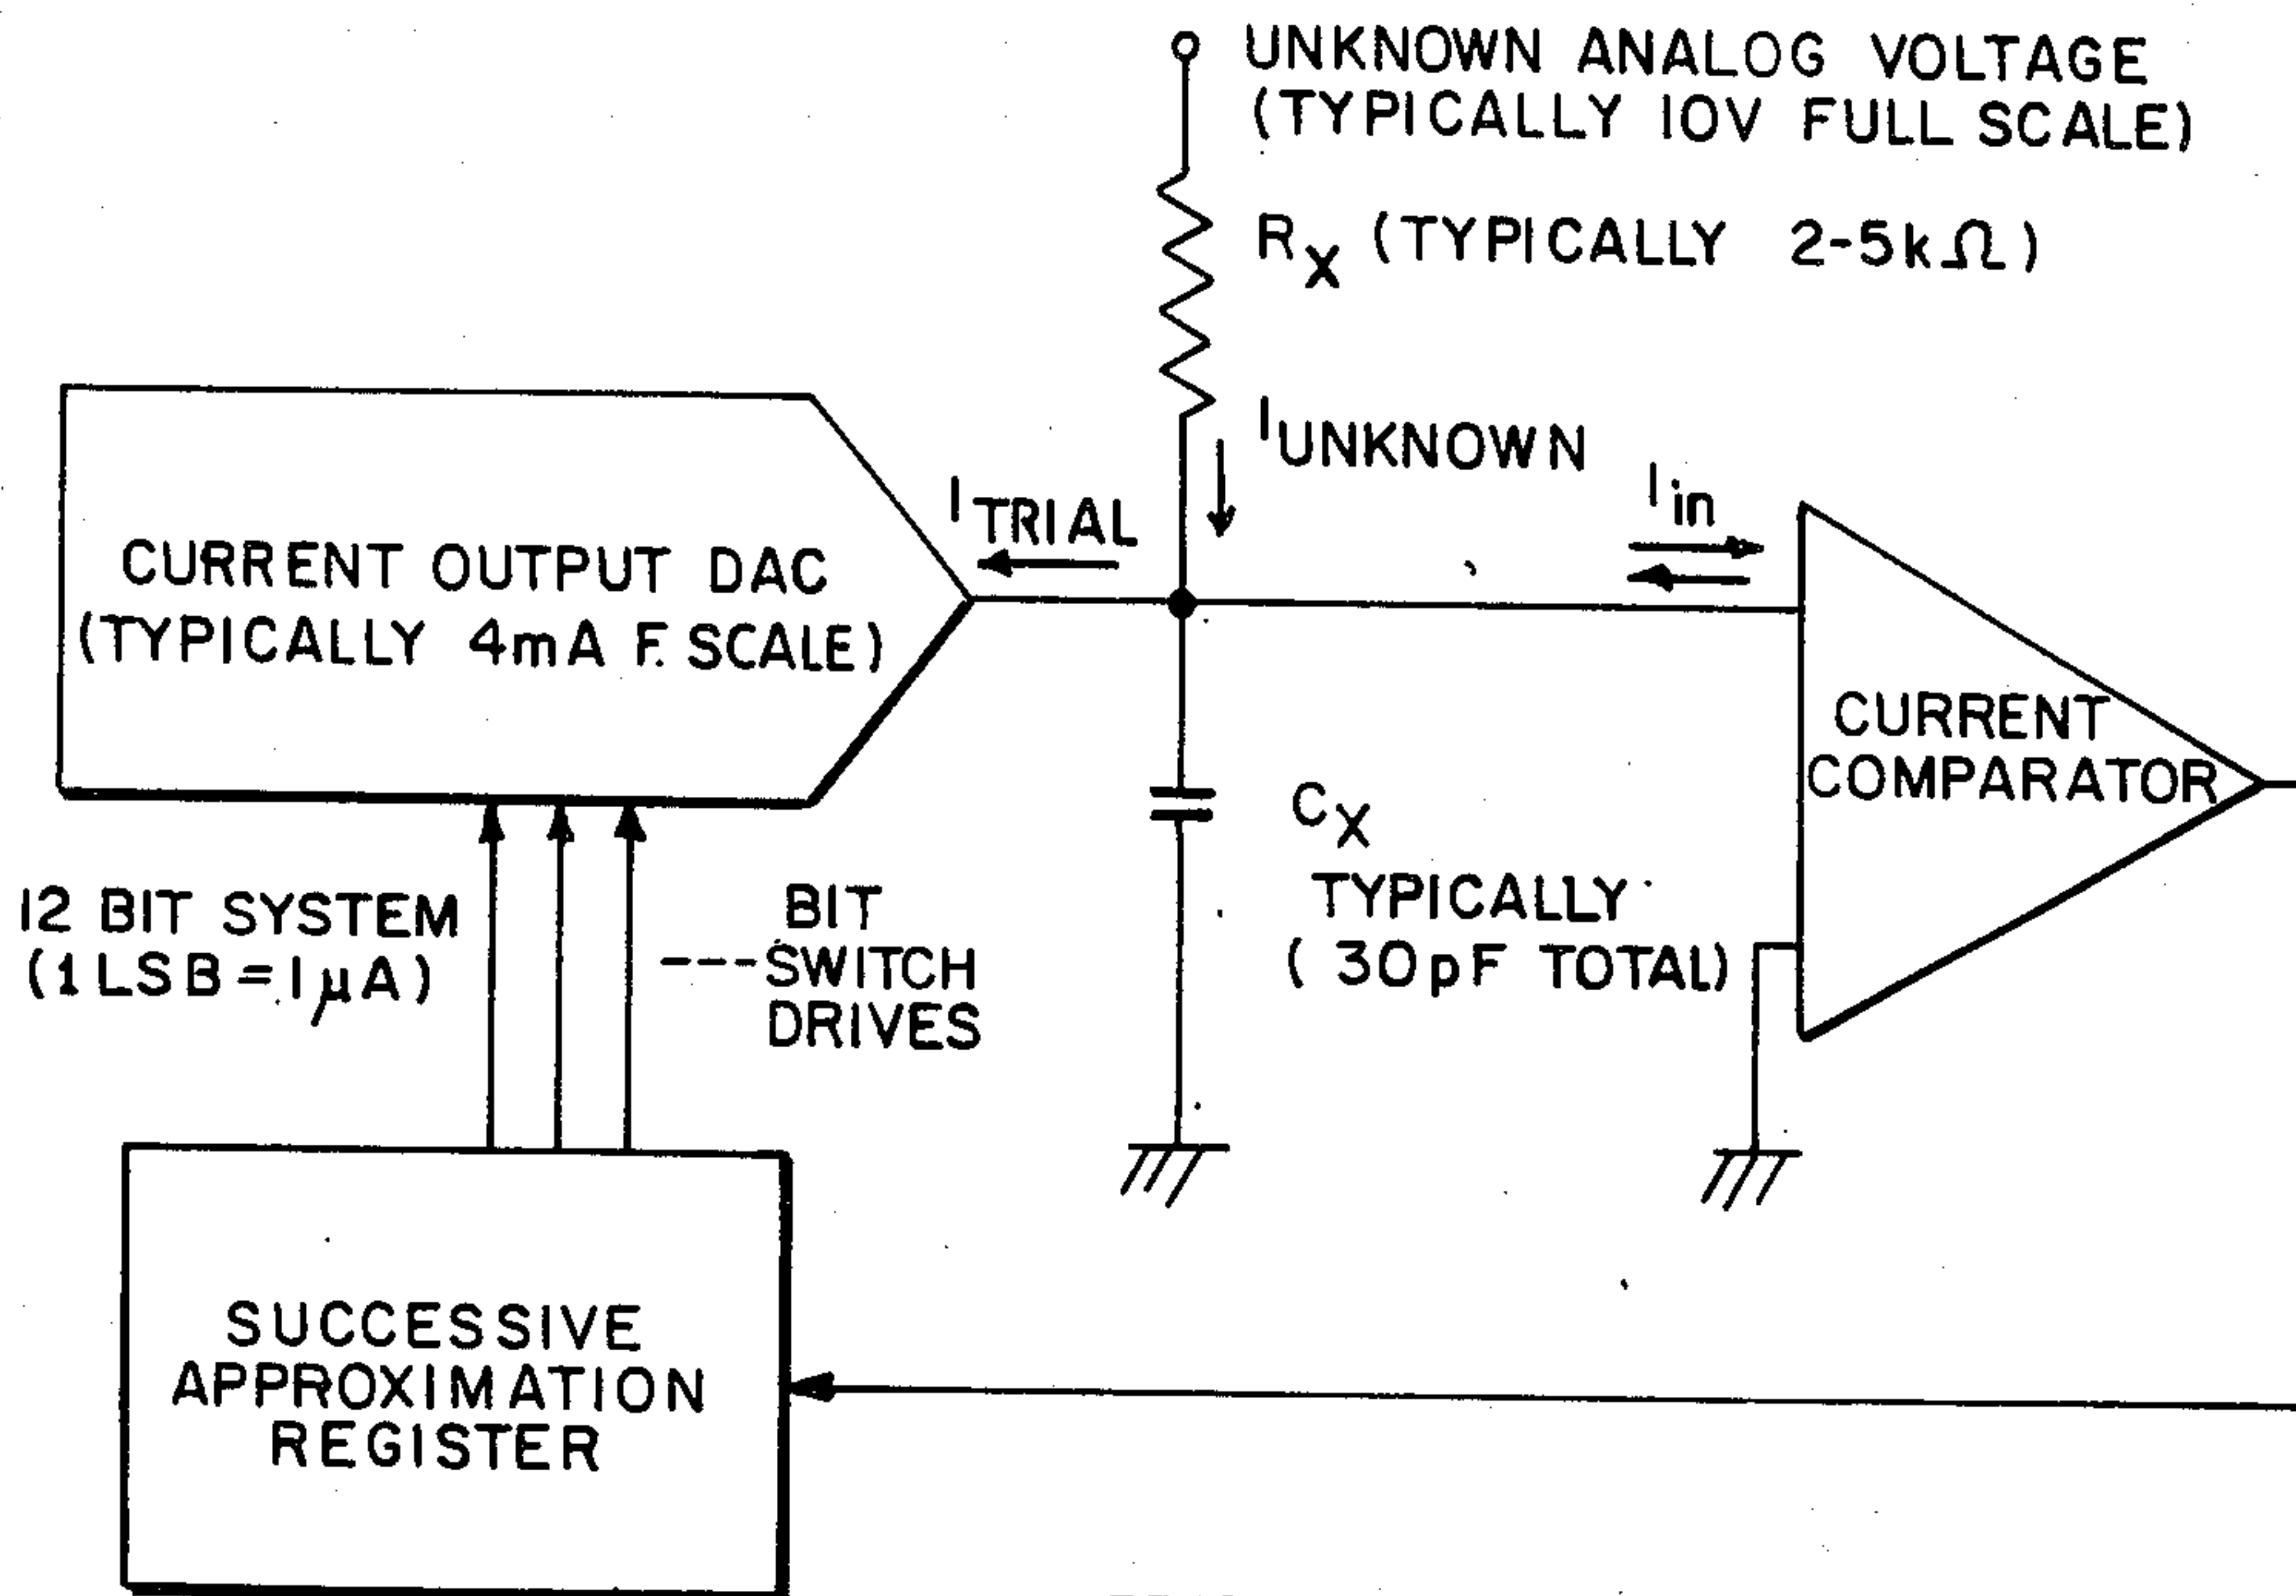 UNKNOWN ANALOG VOLTAGE
(TYPICALLY 10V FULL SCALE)
RX (TYPICALLY 2-5kΩ)
IUNKNOWN
ITRIAL
Iin
CURRENT OUTPUT DAC
(TYPICALLY 4mA F. SCALE)
CURRENT
COMPARATOR
CX
TYPICALLY
( 30pF TOTAL)
12 BIT SYSTEM
(1 LSB = 1µA)
BIT
---SWITCH
DRIVES
SUCCESSIVE
APPROXIMATION
REGISTER